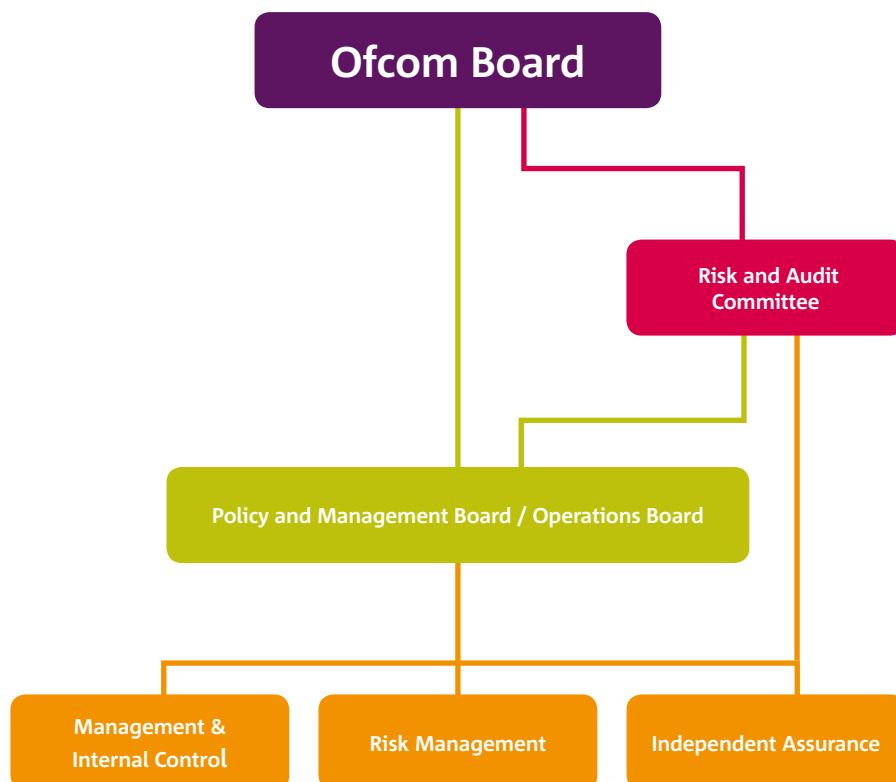 Ofcom Board
Risk and Audit
Committee
Policy and Management Board / Operations Board
Management &
Internal Control
Risk Management
Independent Assurance